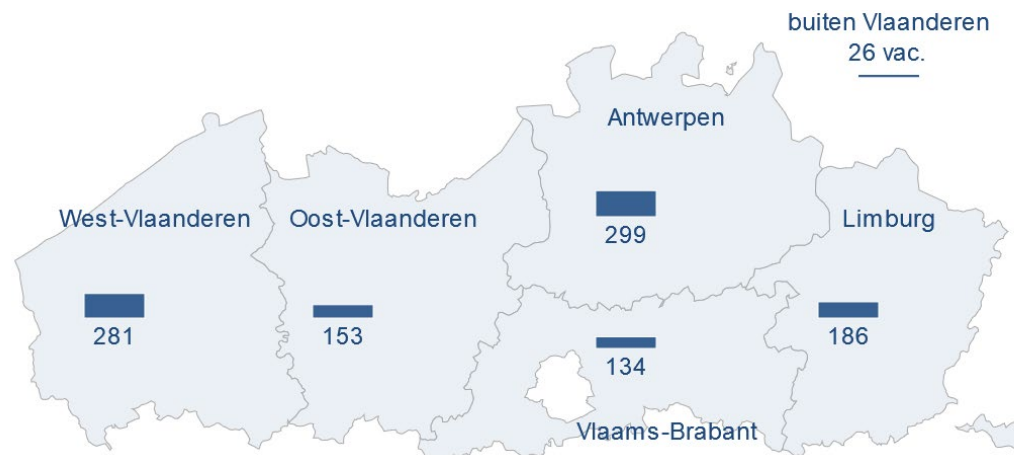 buiten Vlaanderen
26 vac.
Antwerpen
299
West-Vlaanderen
281
Oost-Vlaanderen
153
Limburg
186
134
Vlaams-Brabant